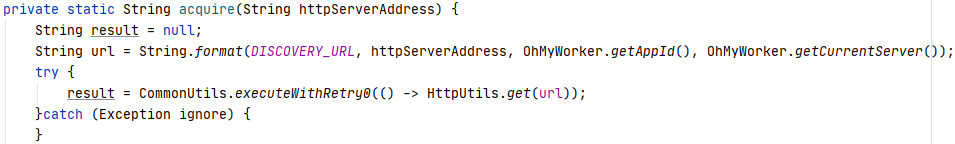 private static String acquire(String httpServerAddress) {
    String result = null;
    String url = String.format(DISCOVERY_URL, httpServerAddress, OhMyWorker.getAppId(), OhMyWorker.getCurrentServer());
    try {
        result = CommonUtils.executeWithRetry0(() -> HttpUtils.get(url));
    }catch (Exception ignore) {
    }